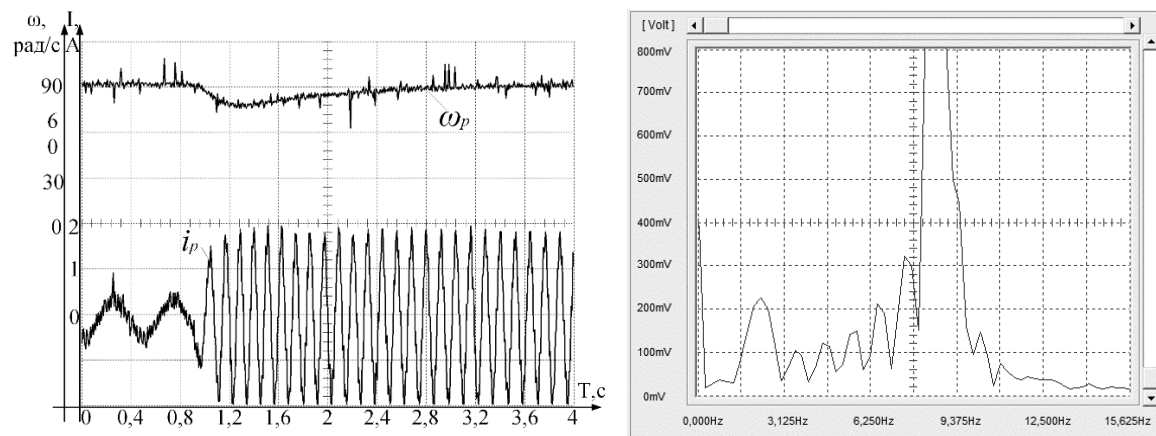 ω, I,
рад/с А
90
6
0
30
0 2
1
0
ωₚ
iₚ
T,с
0 0,4 0,8 1,2 1,6 2 2,4 2,8 3,2 3,6 4
[ Volt ]
800mV
700mV
600mV
500mV
400mV
300mV
200mV
100mV
0mV
0,000Hz 3,125Hz 6,250Hz 9,375Hz 12,500Hz 15,625Hz